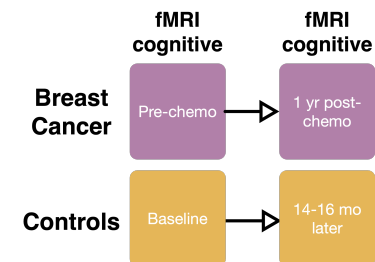 fMRI
cognitive
fMRI
cognitive
Breast
Cancer
Pre-chemo
1 yr post-
chemo
Controls
Baseline
14-16 mo
later